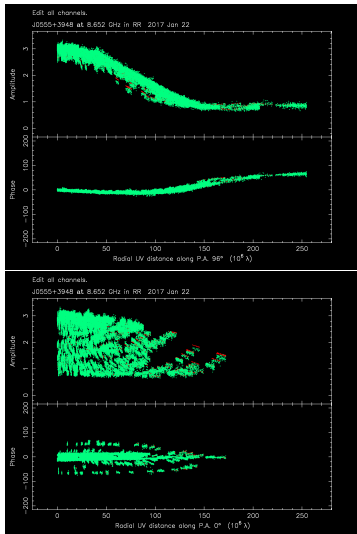 Edit all channels.
J0555+3948 at 8.652 GHz in RR 2017 Jan 22
Amplitude
3
2
1
0
Phase
200
100
0
-100
-200
0 50 100 150 200 250
Radial UV distance along P.A. 96° (10⁶ λ)
Edit all channels.
J0555+3948 at 8.652 GHz in RR 2017 Jan 22
Amplitude
3
2
1
0
Phase
200
100
0
-100
-200
0 50 100 150 200 250
Radial UV distance along P.A. 0° (10⁶ λ)